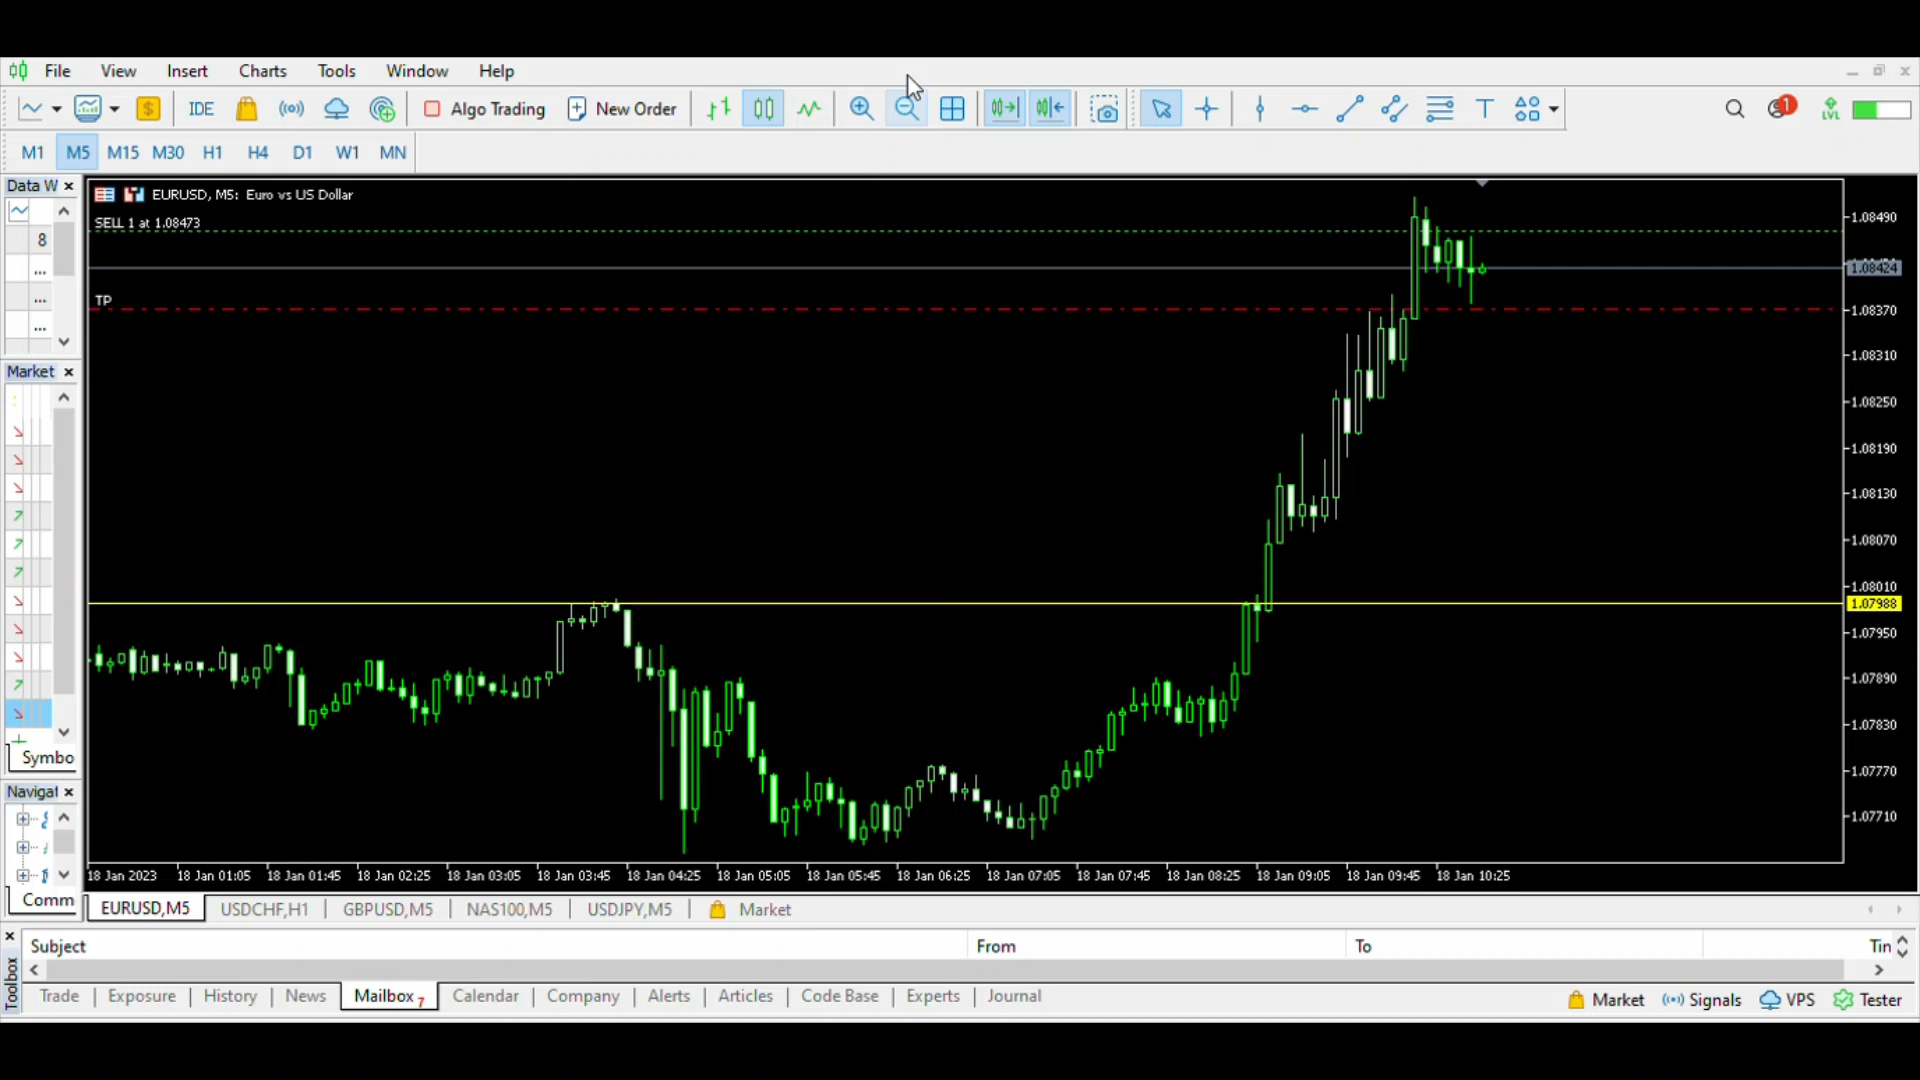 File View Insert Charts Tools Window Help
IDE Algo Trading New Order T 1 LVL
M1 M5 M15 M30 H1 H4 D1 W1 MN
Data W
8
...
...
...
Market
Symbo
Navigat
Comm
EURUSD, M5: Euro vs US Dollar
SELL 1 at 1.08473
TP
1.08490
1.08424
1.08370
1.08310
1.08250
1.08190
1.08130
1.08070
1.08010
1.07988
1.07950
1.07890
1.07830
1.07770
1.07710
18 Jan 2023 18 Jan 01:05 18 Jan 01:45 18 Jan 02:25 18 Jan 03:05 18 Jan 03:45 18 Jan 04:25 18 Jan 05:05 18 Jan 05:45 18 Jan 06:25 18 Jan 07:05 18 Jan 07:45 18 Jan 08:25 18 Jan 09:05 18 Jan 09:45 18 Jan 10:25
EURUSD,M5 USDCHF,H1 GBPUSD,M5 NAS100,M5 USDJPY,M5 Market
Subject From To Tin
Toolbox
Trade Exposure History News Mailbox 7 Calendar Company Alerts Articles Code Base Experts Journal
Market Signals VPS Tester